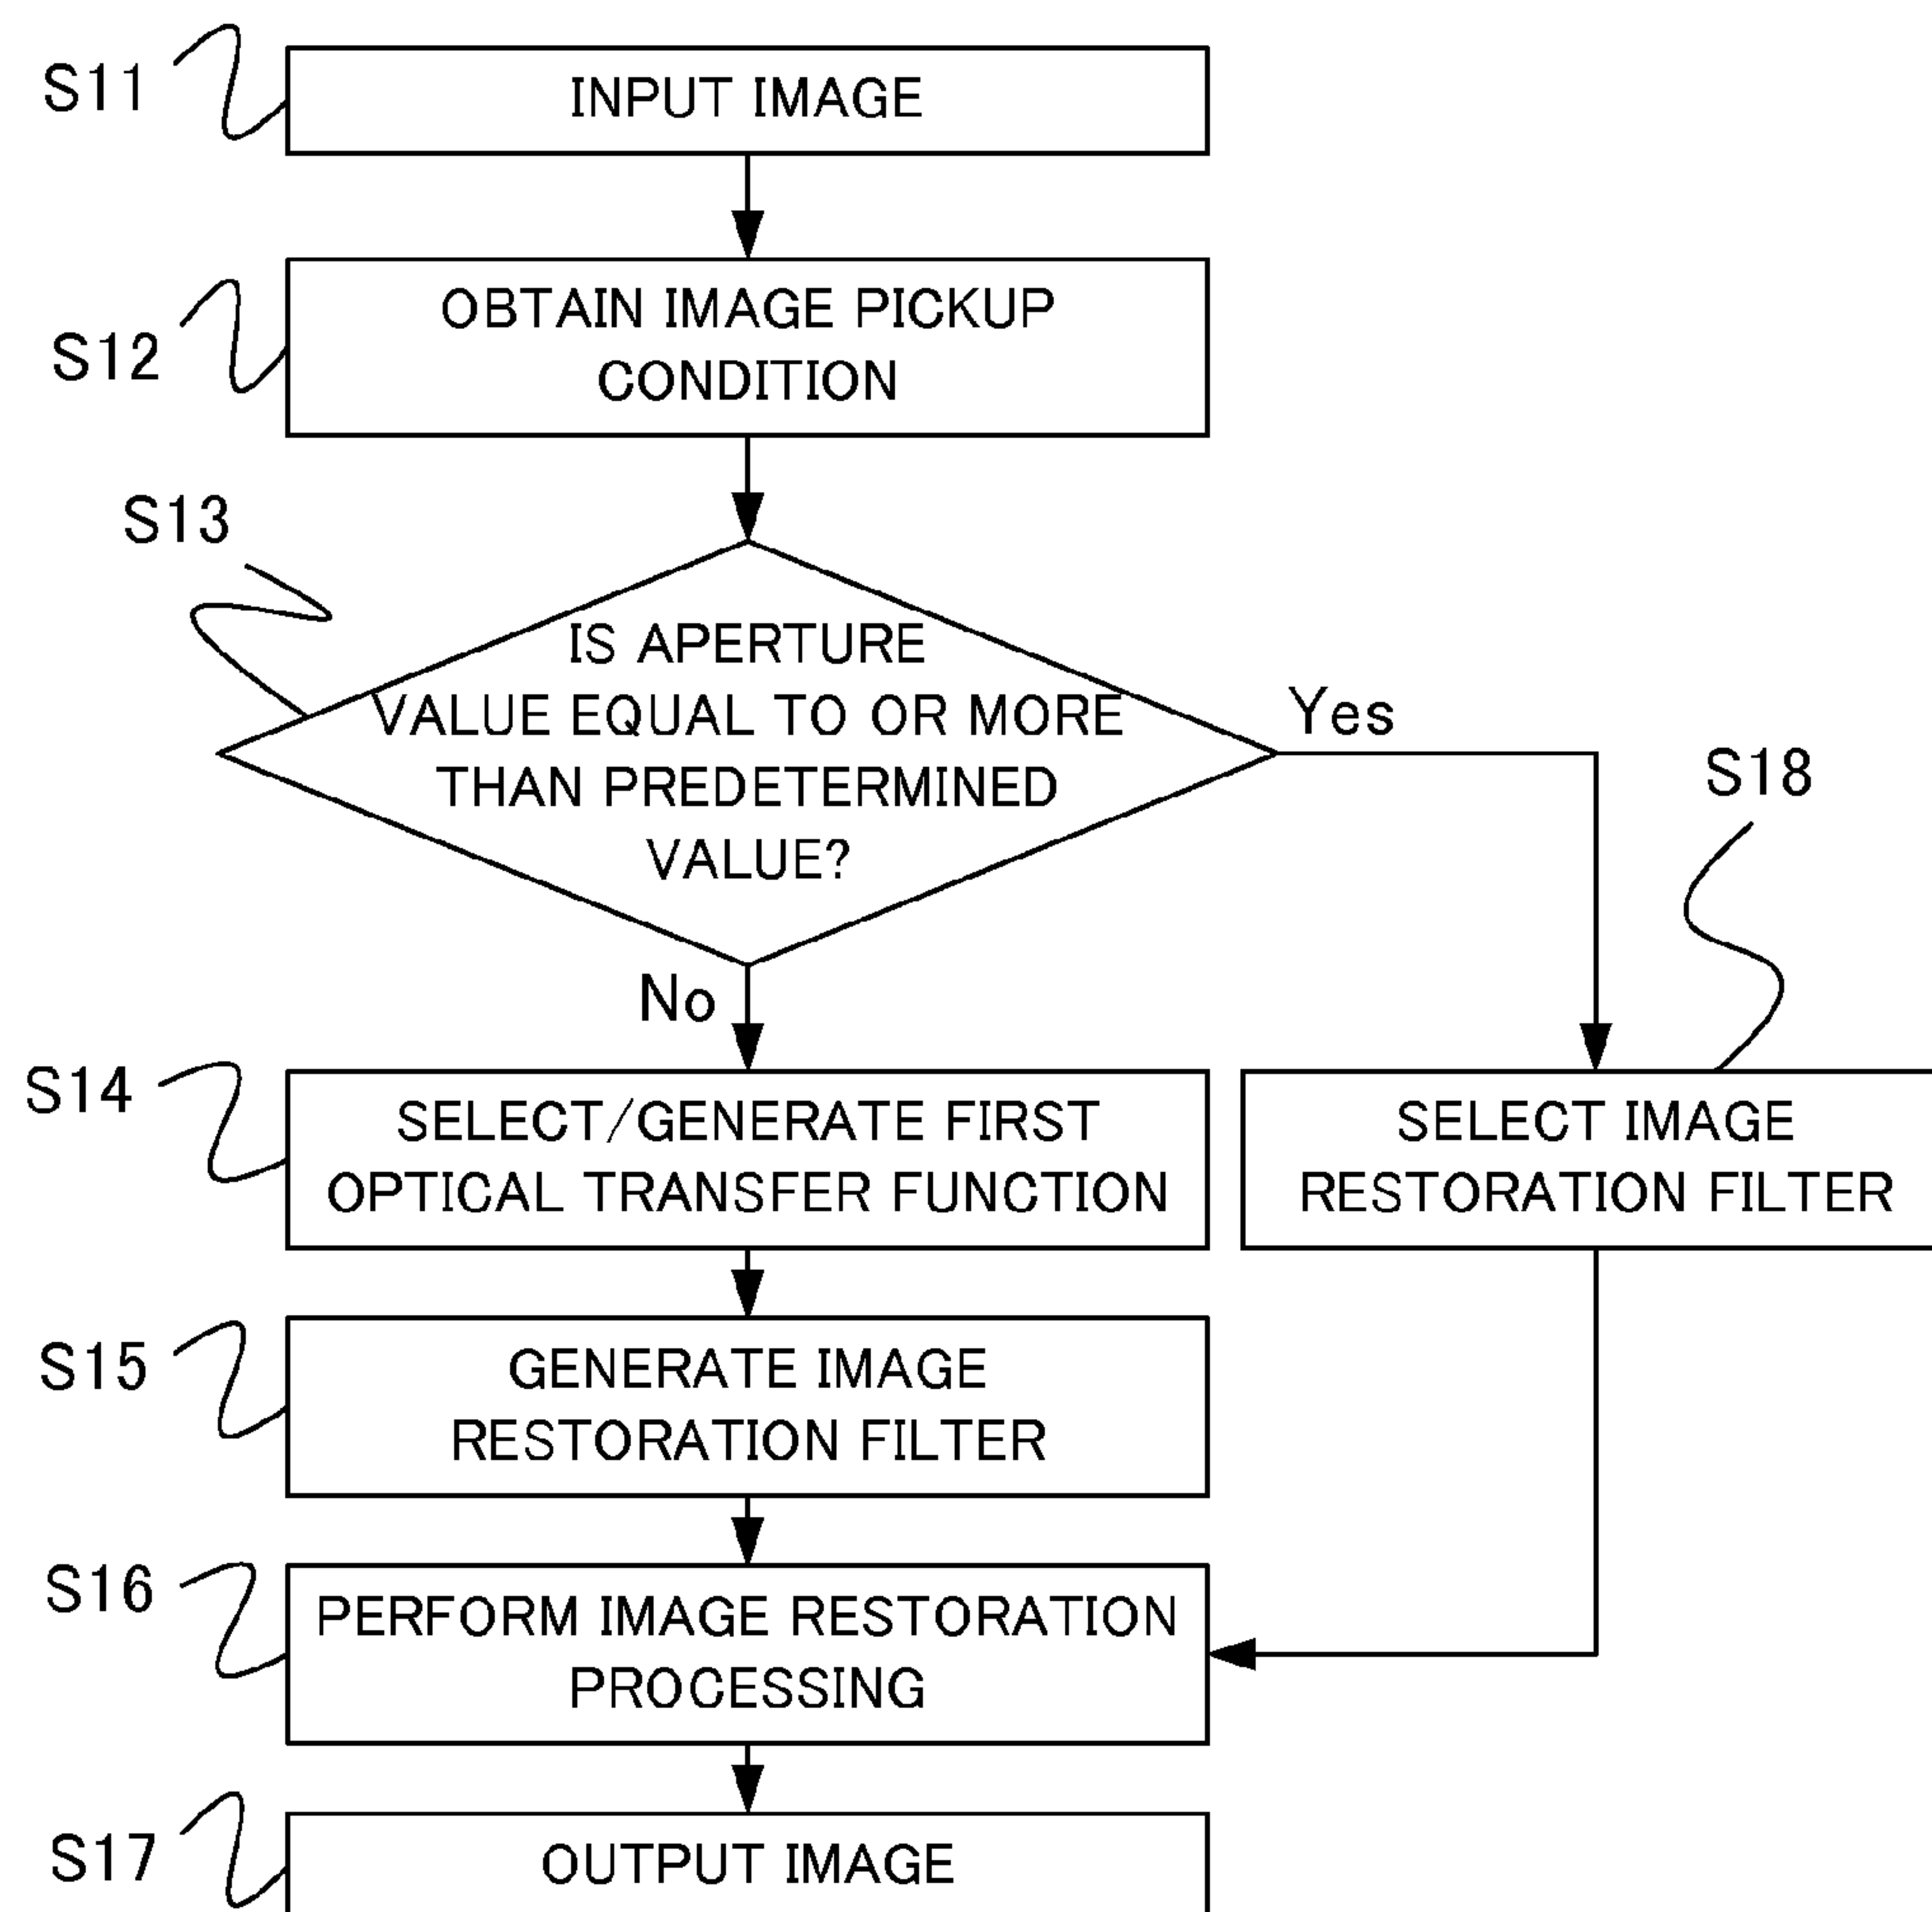 S11
INPUT IMAGE
S12
OBTAIN IMAGE PICKUP
CONDITION
S13
IS APERTURE
VALUE EQUAL TO OR MORE
THAN PREDETERMINED
VALUE?
Yes
No
S18
S14
SELECT/GENERATE FIRST
OPTICAL TRANSFER FUNCTION
SELECT IMAGE
RESTORATION FILTER
S15
GENERATE IMAGE
RESTORATION FILTER
S16
PERFORM IMAGE RESTORATION
PROCESSING
S17
OUTPUT IMAGE